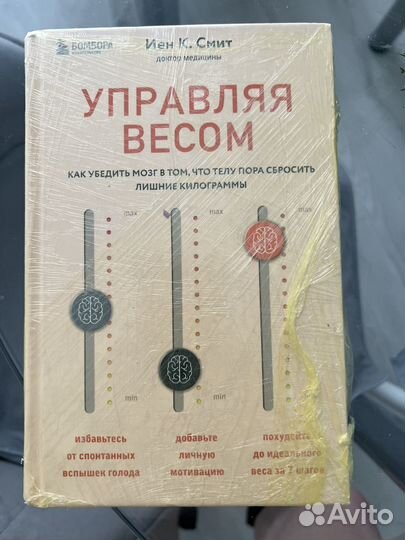 БОМБОРА
ИЗДАТЕЛЬСТВО
Иен К. Смит
доктор медицины
УПРАВЛЯЯ
ВЕСОМ
КАК УБЕДИТЬ МОЗГ В ТОМ, ЧТО ТЕЛУ ПОРА СБРОСИТЬ
ЛИШНИЕ КИЛОГРАММЫ
max max max
min min min
избавьтесь
от спонтанных
вспышек голода
добавьте
личную
мотивацию
похудейте
до идеального
веса за 7 шагов
Avito